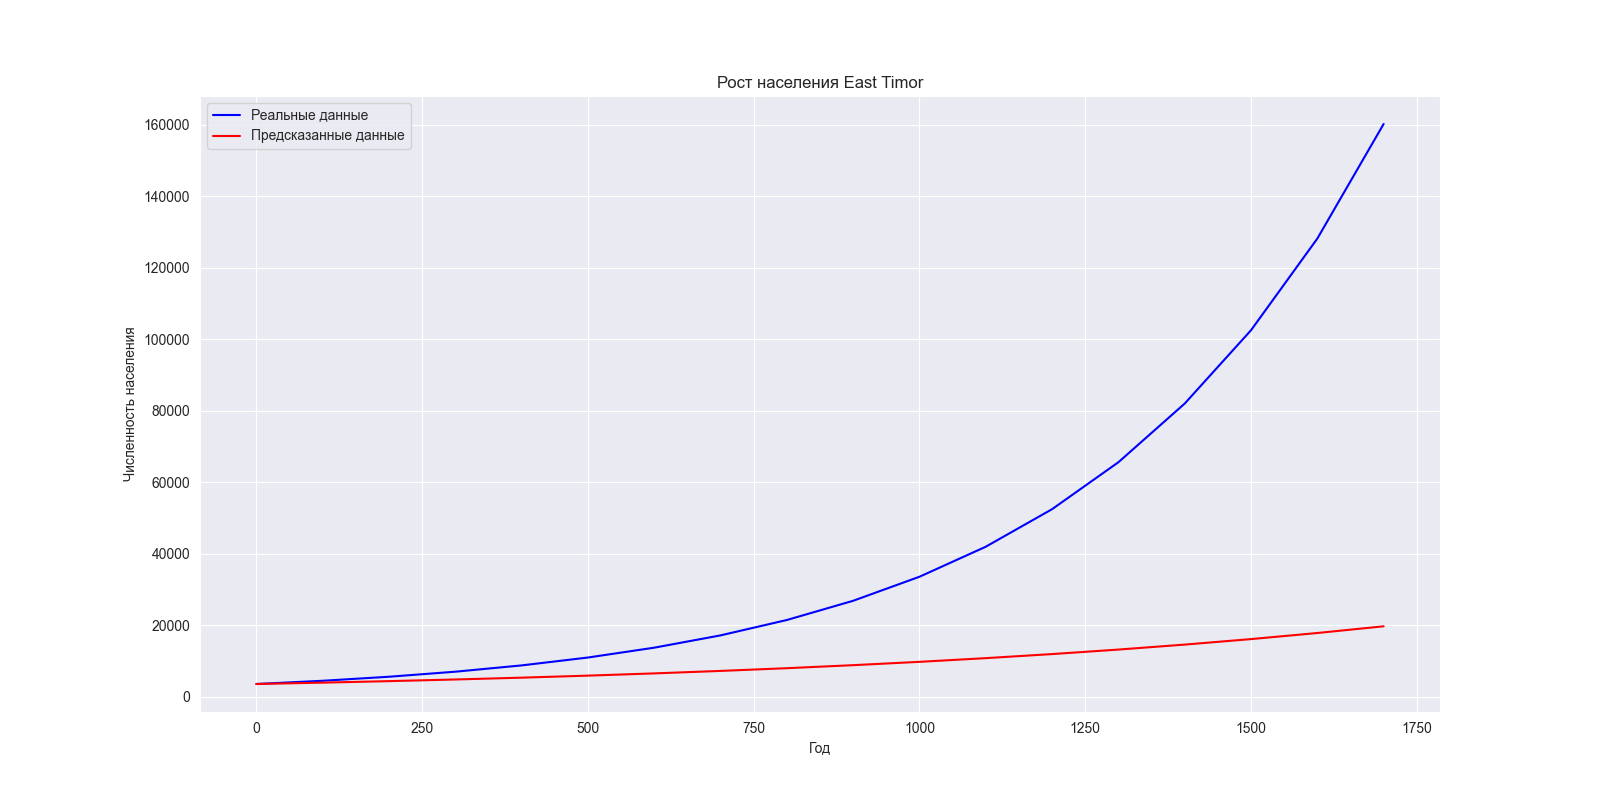 Рост населения East Timor
Реальные данные
Предсказанные данные
160000
140000
120000
100000
80000
60000
40000
20000
0
Численность населения
0 250 500 750 1000 1250 1500 1750
Год